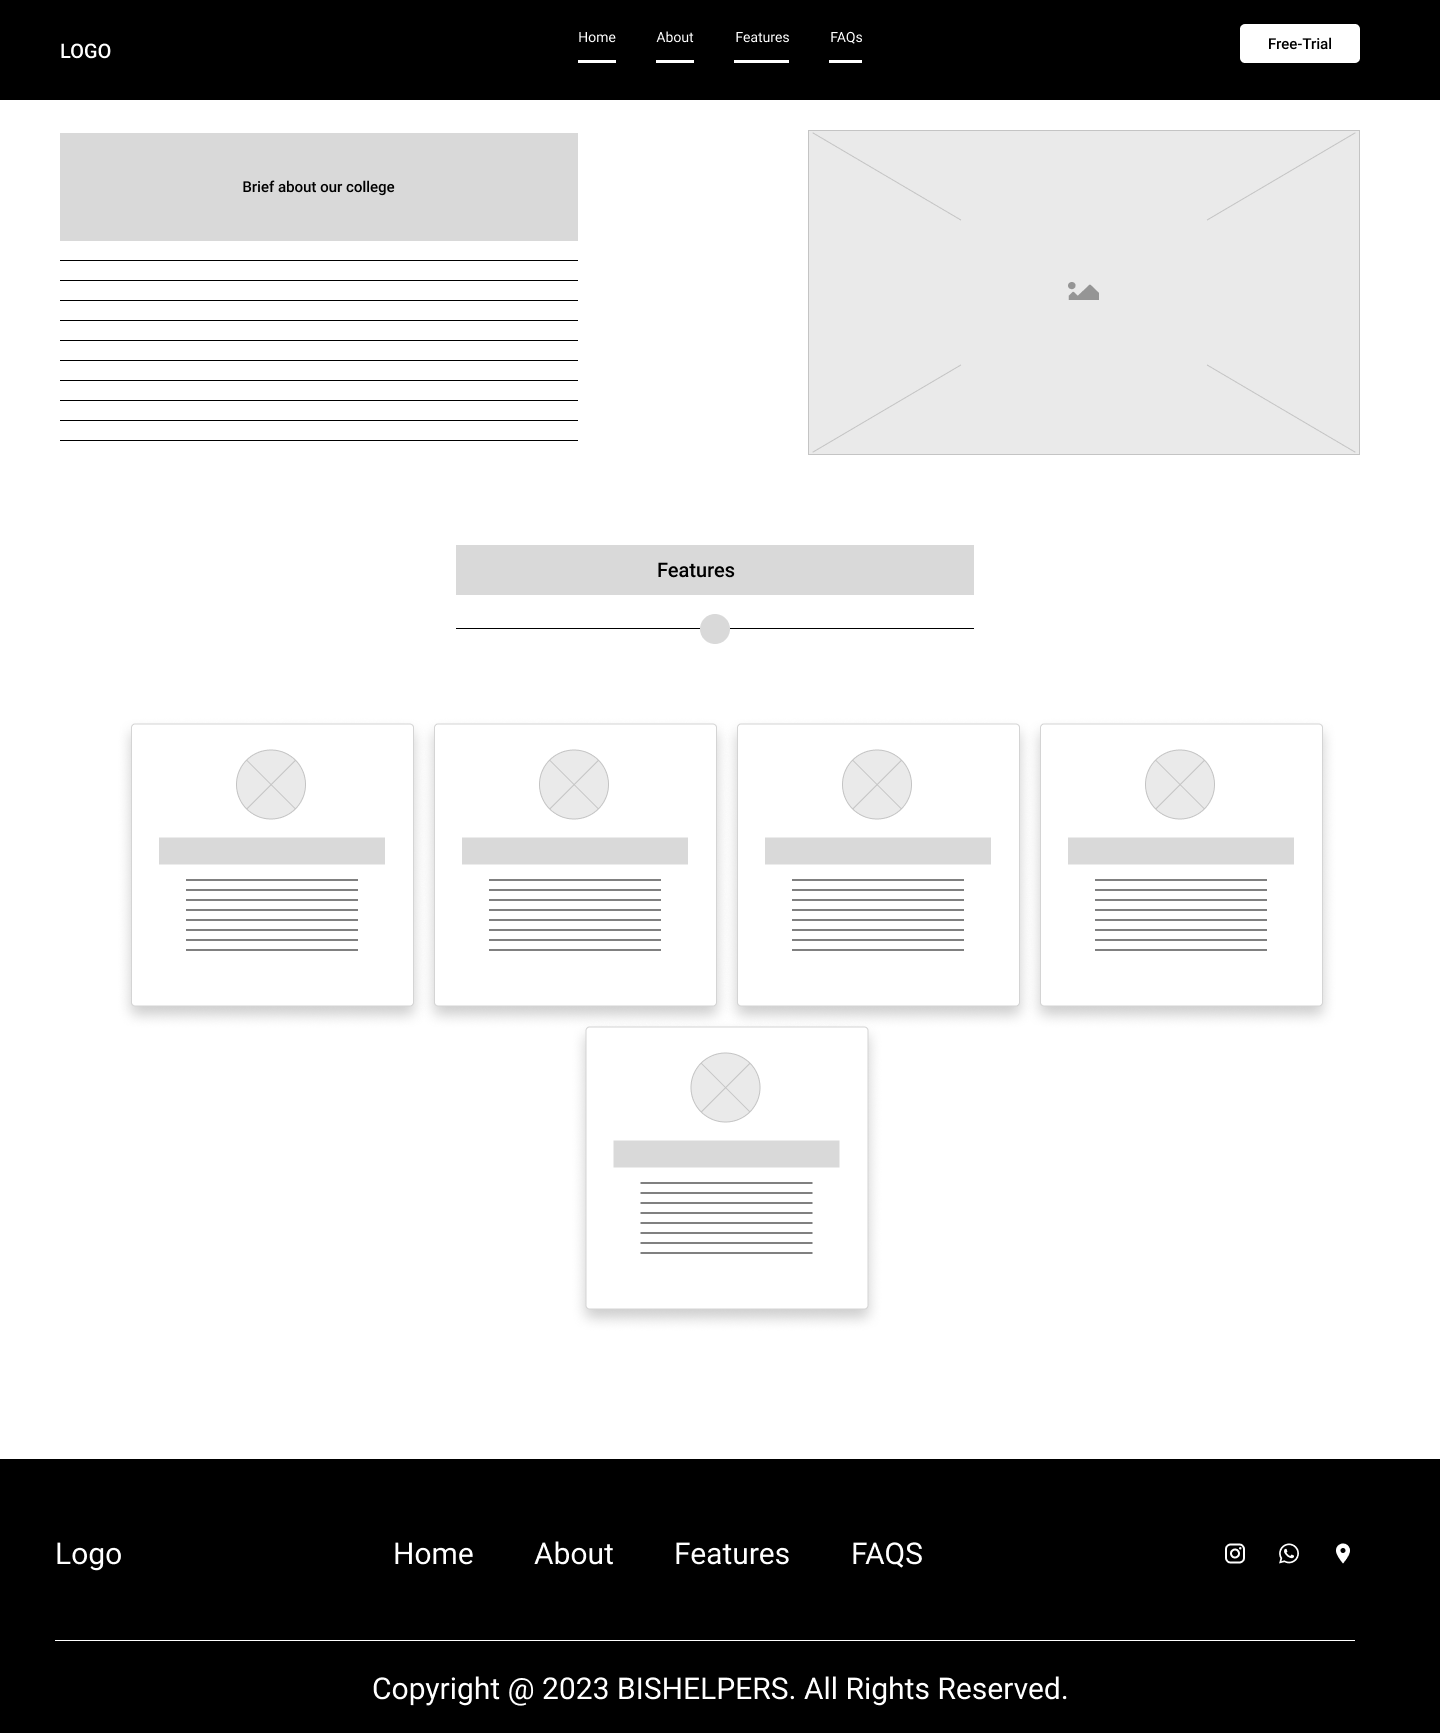 LOGO
Home About Features FAQs
Free-Trial
Brief about our college
Features
Logo
Home About Features FAQS
Copyright @ 2023 BISHELPERS. All Rights Reserved.